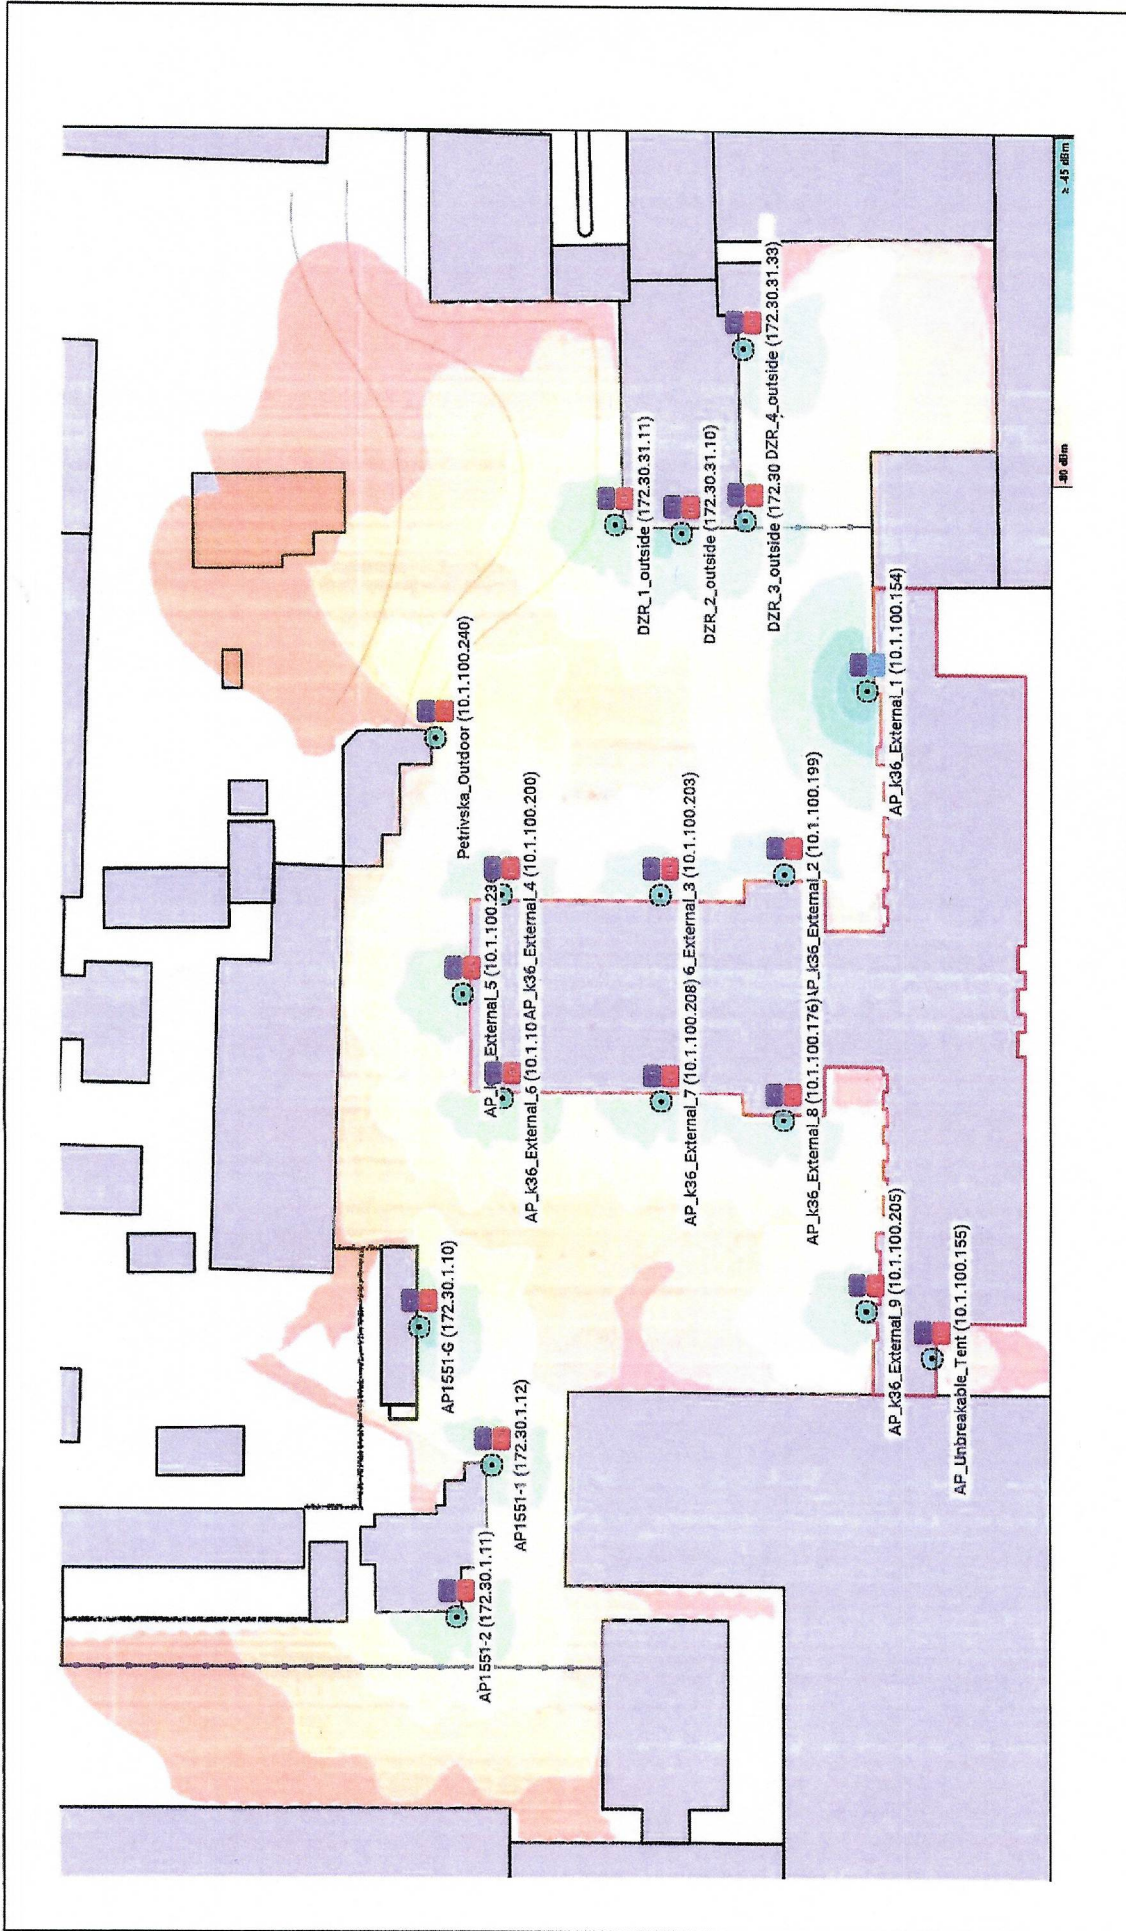 AP1551-2 (172.30.1.11)
AP1551-1 (172.30.1.12)
AP1551-G (172.30.1.10)
Petrivska_Outdoor (10.1.100.240)
External_5 (10.1.100.23
AP_k36_External_6 (10.1.10
AP_k36_External_4 (10.1.100.200)
AP_k36_External_7 (10.1.100.208)
6_External_3 (10.1.100.203)
AP_k36_External_8 (10.1.100.176)
\P_k36_External_2 (10.1.100.199)
AP_k36_External_9 (10.1.100.205)
AP_Unbreakable_Tent (10.1.100.155)
AP_k36_External_1 (10.1.100.154)
DZR_1_outside (172.30.31.11)
DZR_2_outside (172.30.31.10)
DZR_3_outside (172.30
DZR_4_outside (172.30.31.33)
-80 dBm
≥ -45 dBm